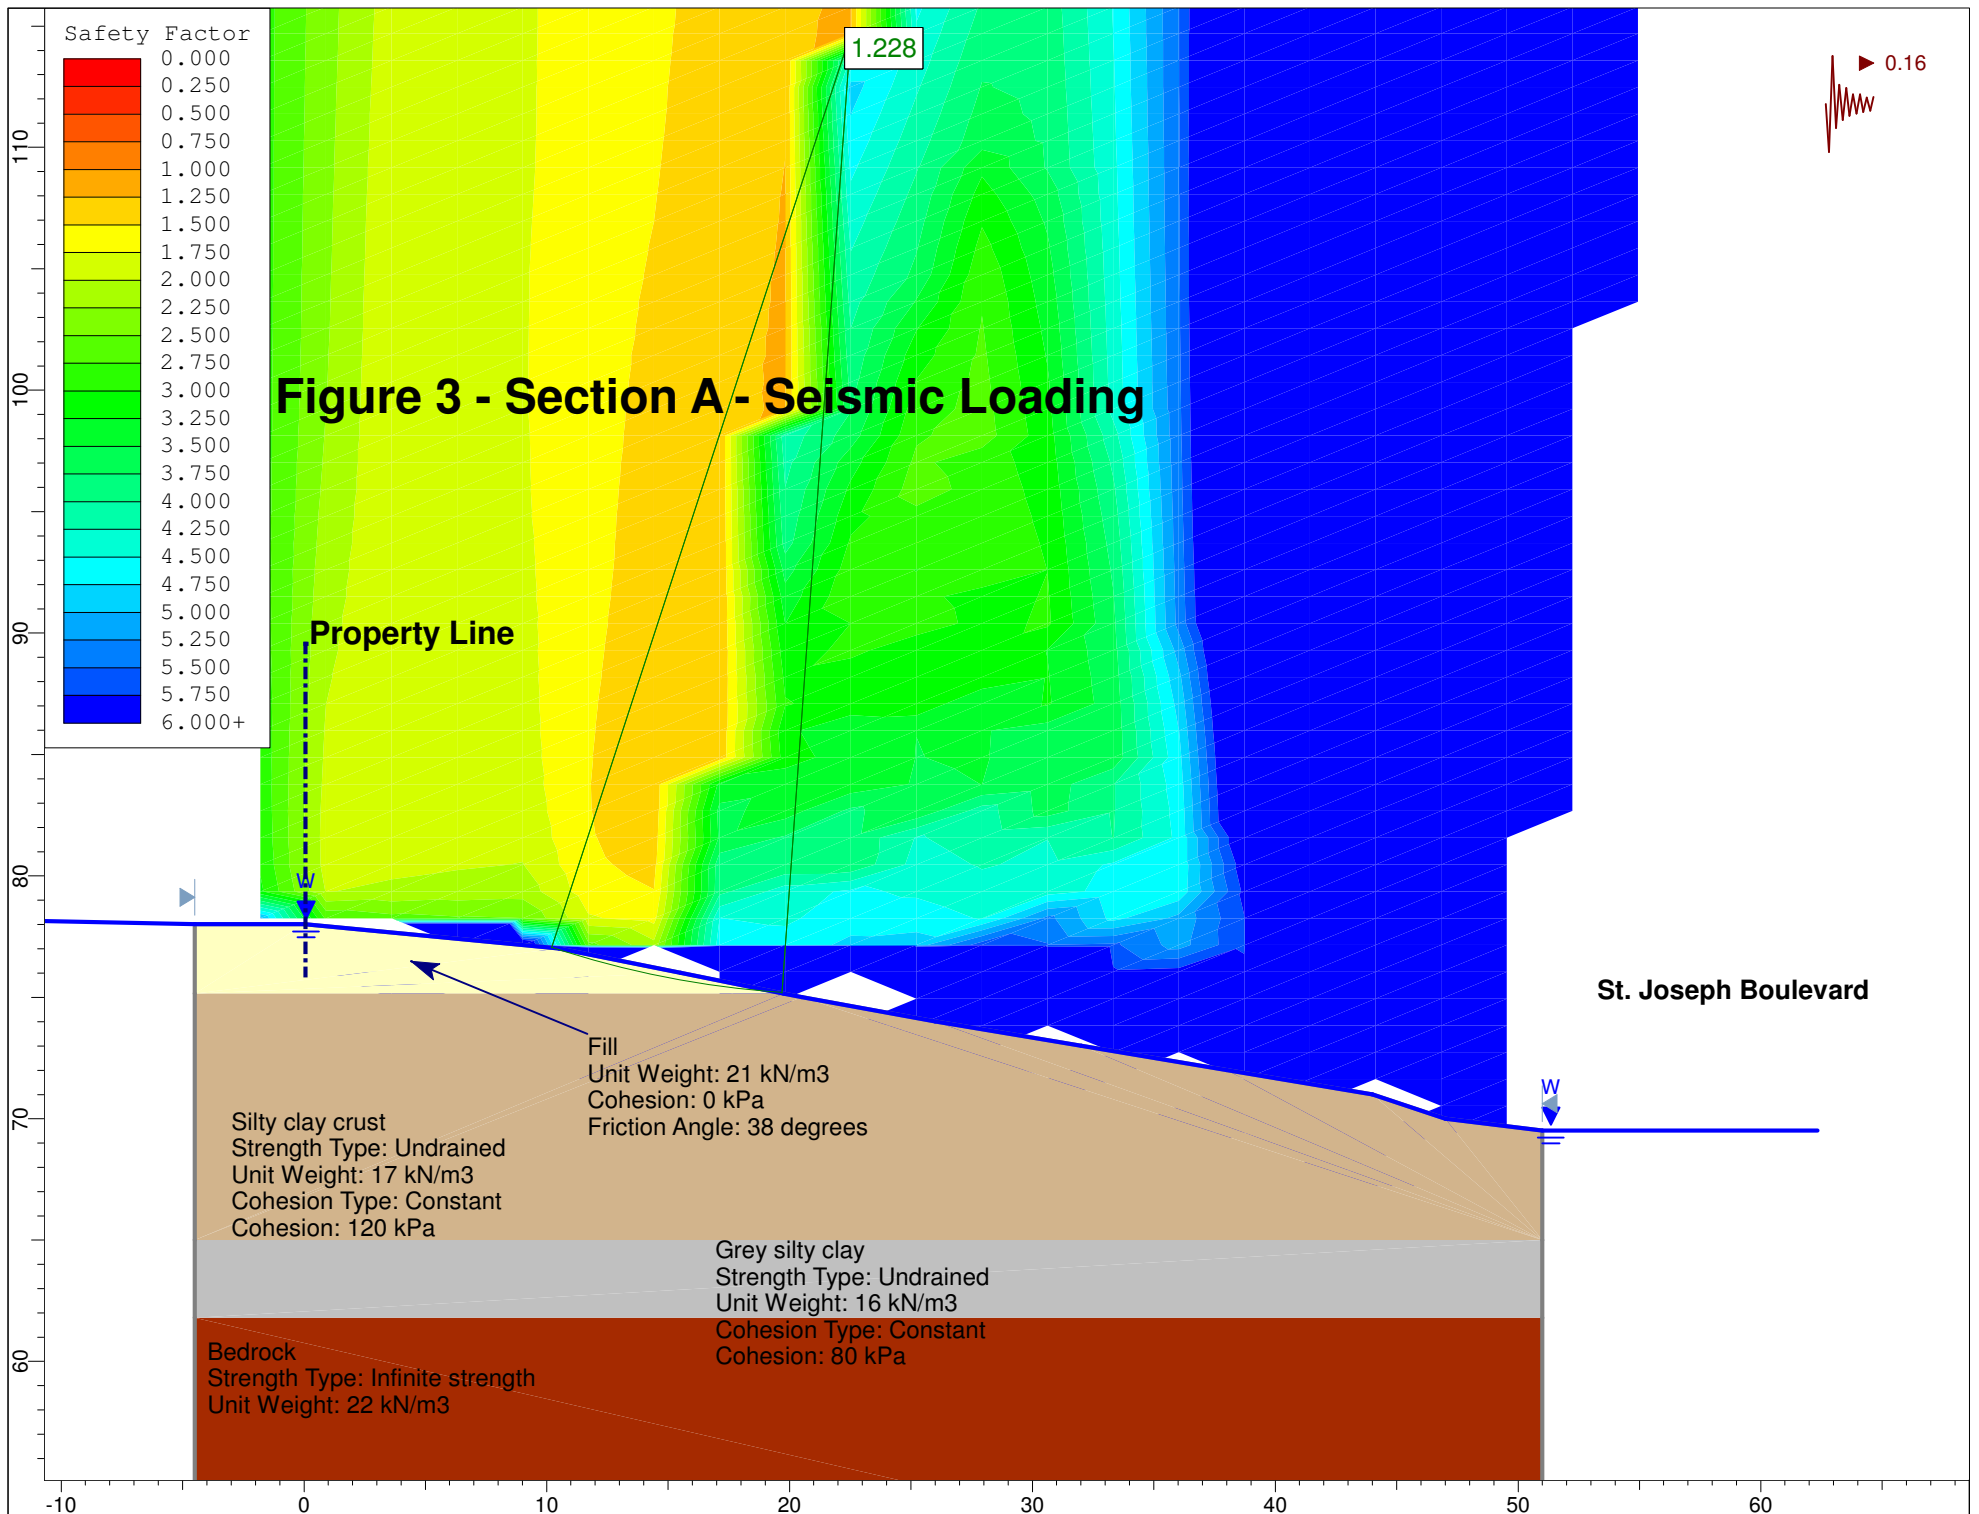 Safety Factor
0.000
0.250
0.500
0.750
1.000
1.250
1.500
1.750
2.000
2.250
2.500
2.750
3.000
3.250
3.500
3.750
4.000
4.250
4.500
4.750
5.000
5.250
5.500
5.750
6.000+
1.228
0.16
Figure 3 - Section A - Seismic Loading
Property Line
W
St. Joseph Boulevard
W
Fill
Unit Weight: 21 kN/m3
Cohesion: 0 kPa
Friction Angle: 38 degrees
Silty clay crust
Strength Type: Undrained
Unit Weight: 17 kN/m3
Cohesion Type: Constant
Cohesion: 120 kPa
Grey silty clay
Strength Type: Undrained
Unit Weight: 16 kN/m3
Cohesion Type: Constant
Cohesion: 80 kPa
Bedrock
Strength Type: Infinite strength
Unit Weight: 22 kN/m3
110
100
90
80
70
60
-10 0 10 20 30 40 50 60